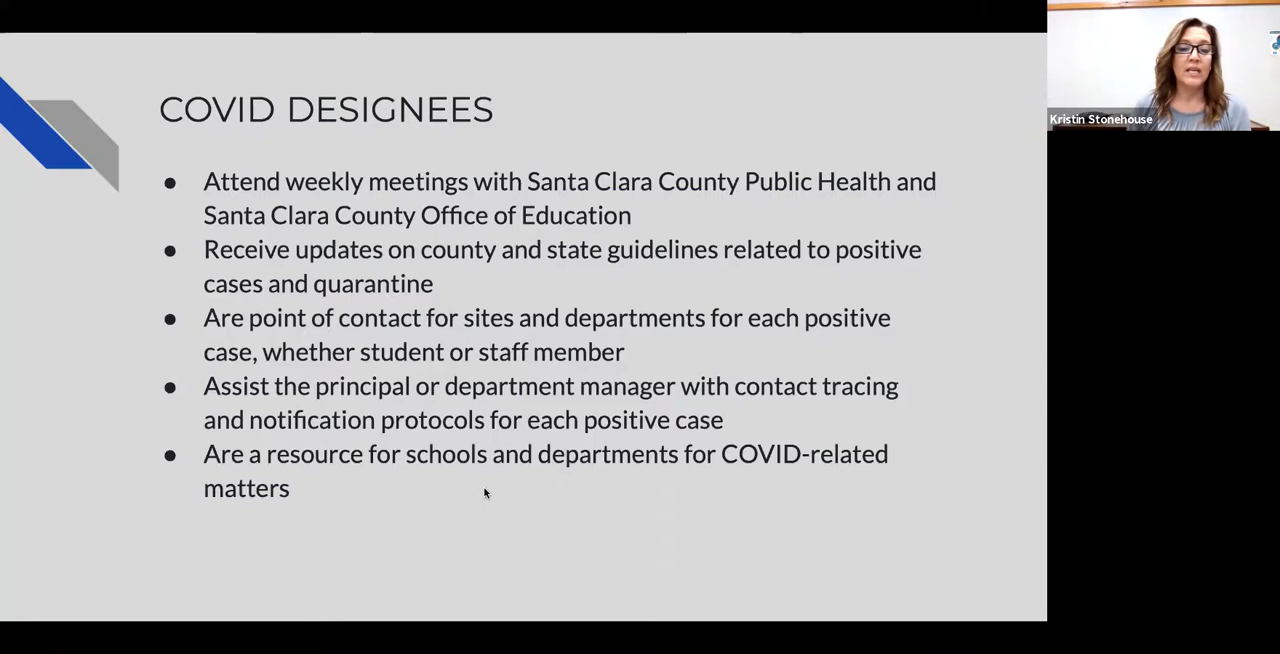 COVID DESIGNEES
● Attend weekly meetings with Santa Clara County Public Health and
Santa Clara County Office of Education
● Receive updates on county and state guidelines related to positive
cases and quarantine
● Are point of contact for sites and departments for each positive
case, whether student or staff member
● Assist the principal or department manager with contact tracing
and notification protocols for each positive case
● Are a resource for schools and departments for COVID-related
matters
Kristin Stonehouse